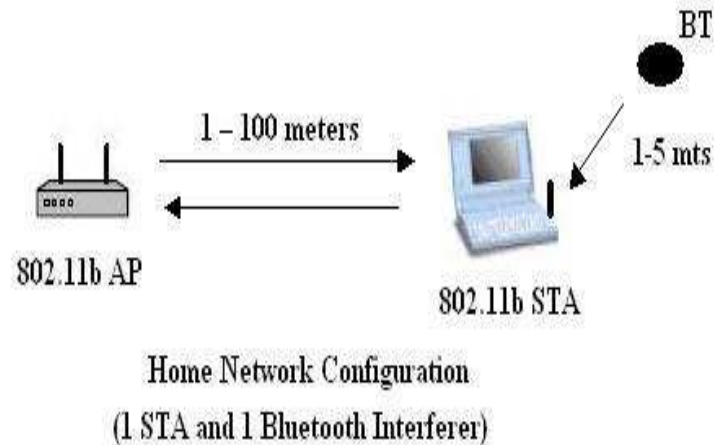 BT
1 – 100 meters
1-5 mts
802.11b AP
802.11b STA
Home Network Configuration
(1 STA and 1 Bluetooth Interferer)